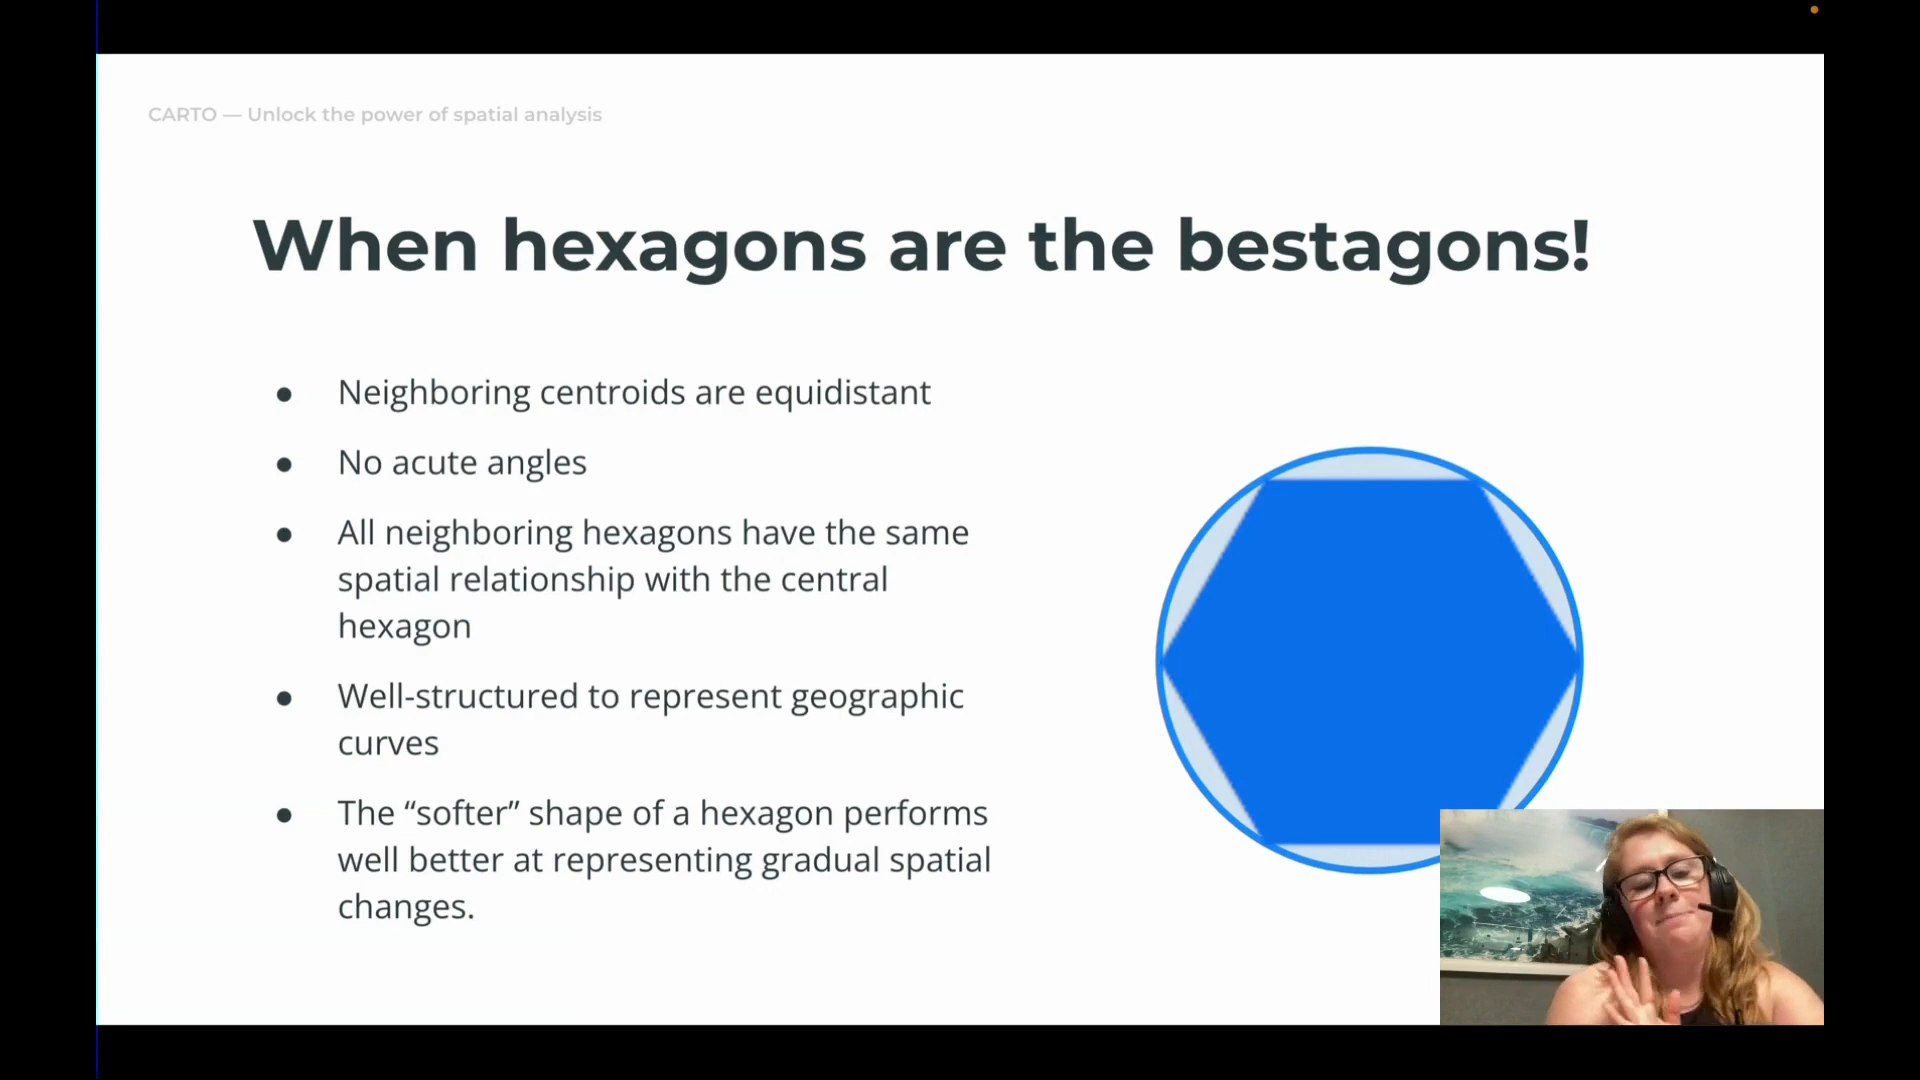 CARTO — Unlock the power of spatial analysis
When hexagons are the bestagons!
● Neighboring centroids are equidistant
● No acute angles
● All neighboring hexagons have the same
spatial relationship with the central
hexagon
● Well-structured to represent geographic
curves
● The “softer” shape of a hexagon performs
well better at representing gradual spatial
changes.